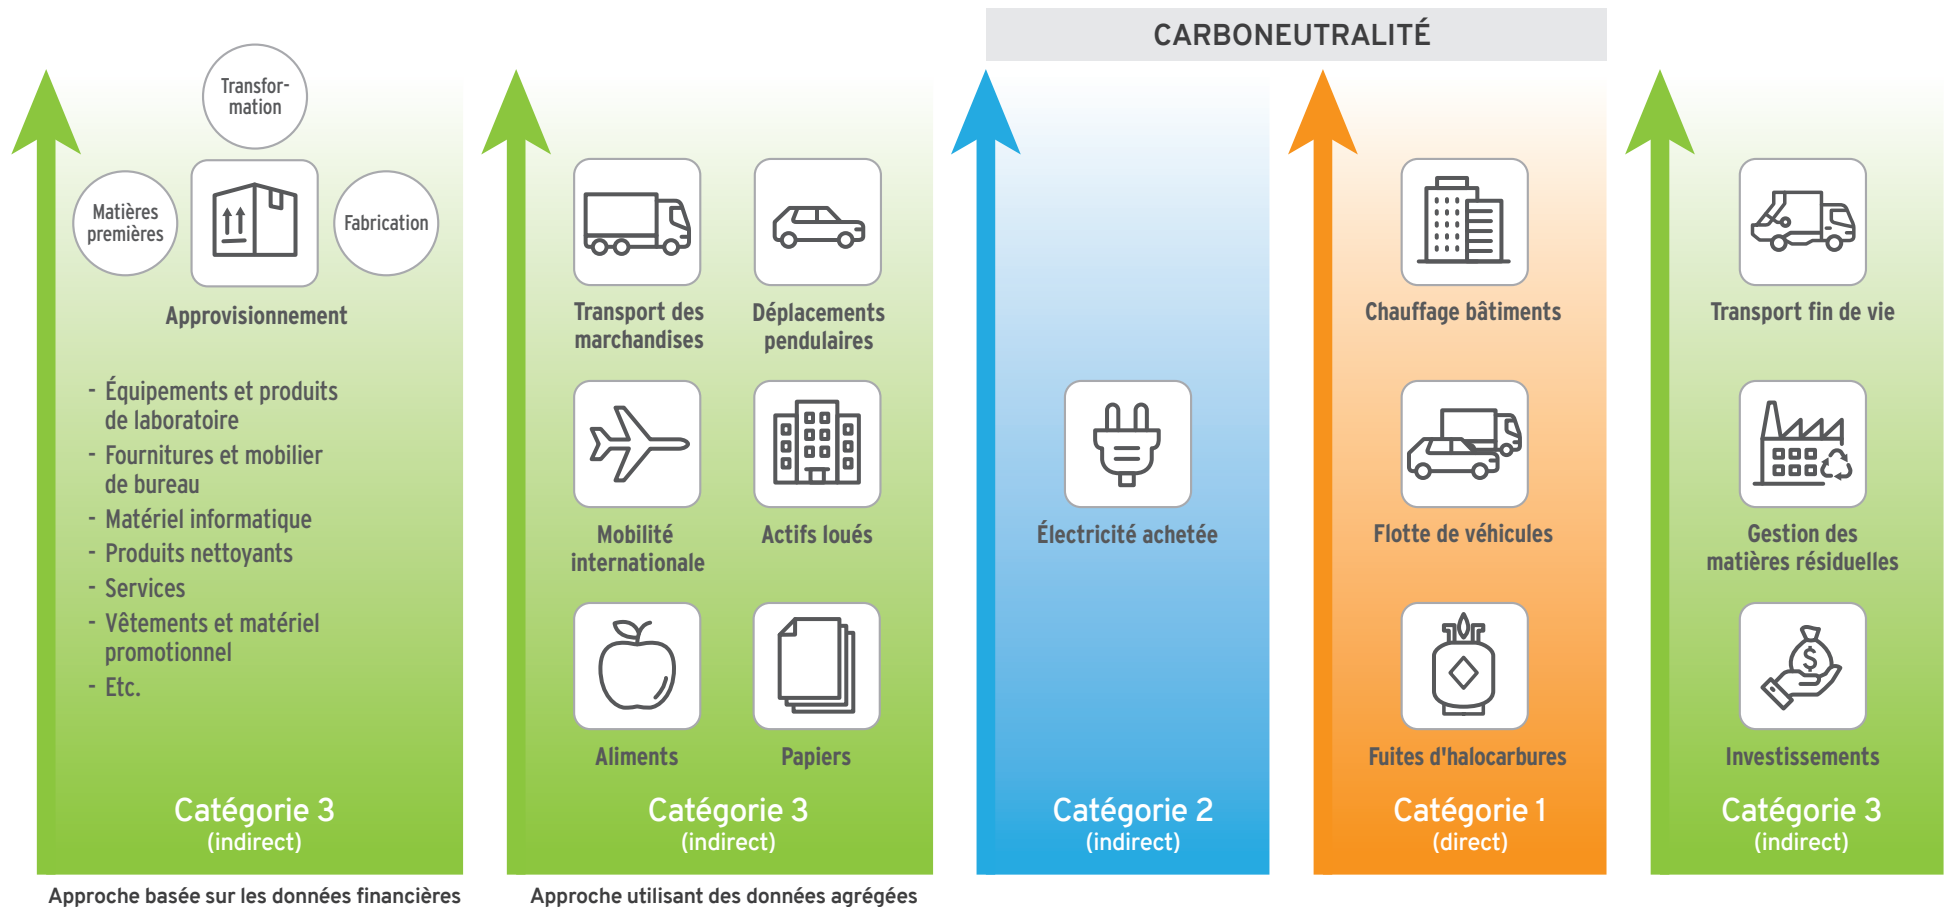 CARBONEUTRALITÉ
Transfor-
mation
Matières
premières
Fabrication
Approvisionnement
- Équipements et produits
de laboratoire
- Fournitures et mobilier
de bureau
- Matériel informatique
- Produits nettoyants
- Services
- Vêtements et matériel
promotionnel
- Etc.
Catégorie 3
(indirect)
Approche basée sur les données financières
Transport des
marchandises
Déplacements
pendulaires
Mobilité
internationale
Actifs loués
Aliments
Papiers
Catégorie 3
(indirect)
Approche utilisant des données agrégées
Électricité achetée
Catégorie 2
(indirect)
Chauffage bâtiments
Flotte de véhicules
Fuites d'halocarbures
Catégorie 1
(direct)
Transport fin de vie
Gestion des
matières résiduelles
$
Investissements
Catégorie 3
(indirect)